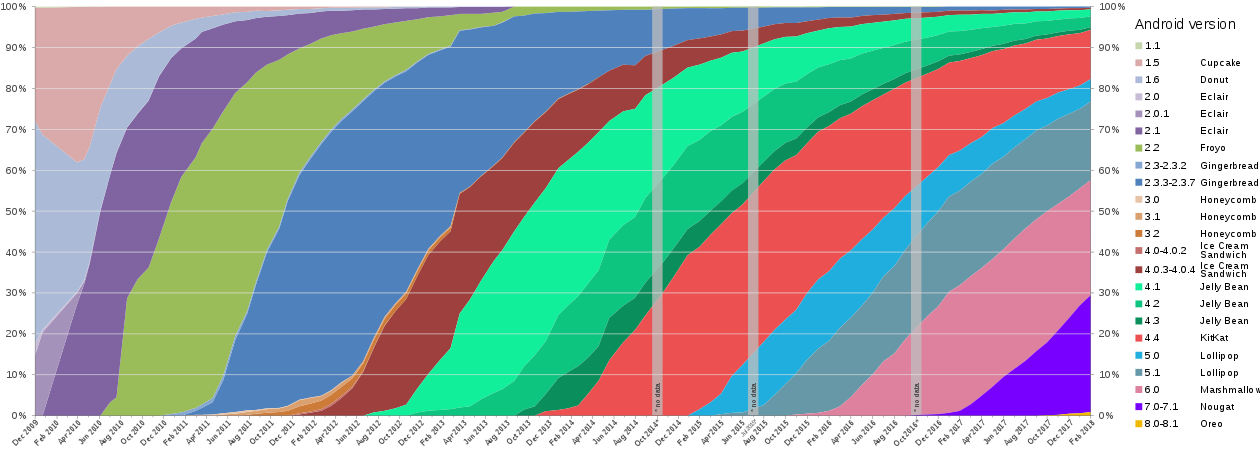 100%
90%
80%
70%
60%
50%
40%
30%
20%
10%
0%
100%
90%
80%
70%
60%
50%
40%
30%
20%
10%
0%
* no data
* no data
* no data
Dec 2009
Feb 2010
Apr 2010
Jun 2010
Aug 2010
Oct 2010
Dec 2010
Feb 2011
Apr 2011
Jun 2011
Aug 2011
Oct 2011
Dec 2011
Feb 2012
Apr 2012
Jun 2012
Aug 2012
Oct 2012
Dec 2012
Feb 2013
Apr 2013
Jun 2013
Aug 2013
Oct 2013
Dec 2013
Feb 2014
Apr 2014
Jun 2014
Aug 2014
Oct 2014*
Dec 2014
Feb 2015
Apr 2015
Jun 2015
Aug 2015
Oct 2015
Dec 2015
Feb 2016
Apr 2016
Jun 2016
Aug 2016
Oct 2016*
Dec 2016
Feb 2017
Apr 2017
Jun 2017
Aug 2017
Oct 2017
Dec 2017
Feb 2018
Android version
1.1
1.5 Cupcake
1.6 Donut
2.0 Eclair
2.0.1 Eclair
2.1 Eclair
2.2 Froyo
2.3-2.3.2 Gingerbread
2.3.3-2.3.7 Gingerbread
3.0 Honeycomb
3.1 Honeycomb
3.2 Honeycomb
4.0-4.0.2 Ice Cream
Sandwich
4.0.3-4.0.4 Ice Cream
Sandwich
4.1 Jelly Bean
4.2 Jelly Bean
4.3 Jelly Bean
4.4 KitKat
5.0 Lollipop
5.1 Lollipop
6.0 Marshmallow
7.0-7.1 Nougat
8.0-8.1 Oreo